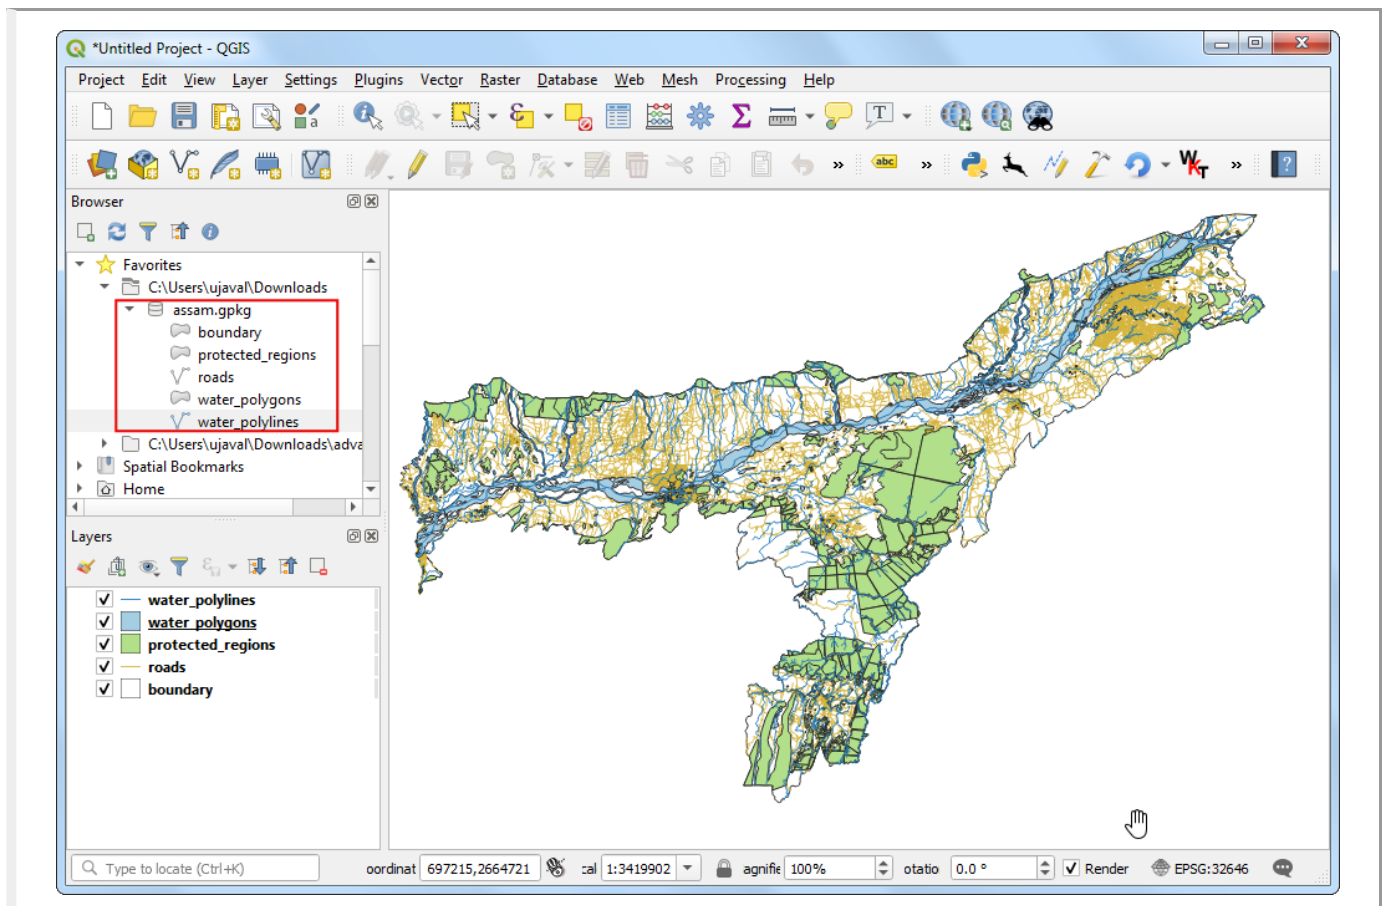 *Untitled Project - QGIS
Project Edit View Layer Settings Plugins Vector Raster Database Web Mesh Processing Help
a
T
abc
WKT
?
Browser
Favorites
C:\Users\ujaval\Downloads
assam.gpkg
boundary
protected_regions
roads
water_polygons
water_polylines
C:\Users\ujaval\Downloads\adva
Spatial Bookmarks
Home
Layers
water_polylines
water_polygons
protected_regions
roads
boundary
Type to locate (Ctrl+K) oordinat 697215,2664721 :al 1:3419902 agnifie 100% otatio 0.0 ° Render EPSG:32646